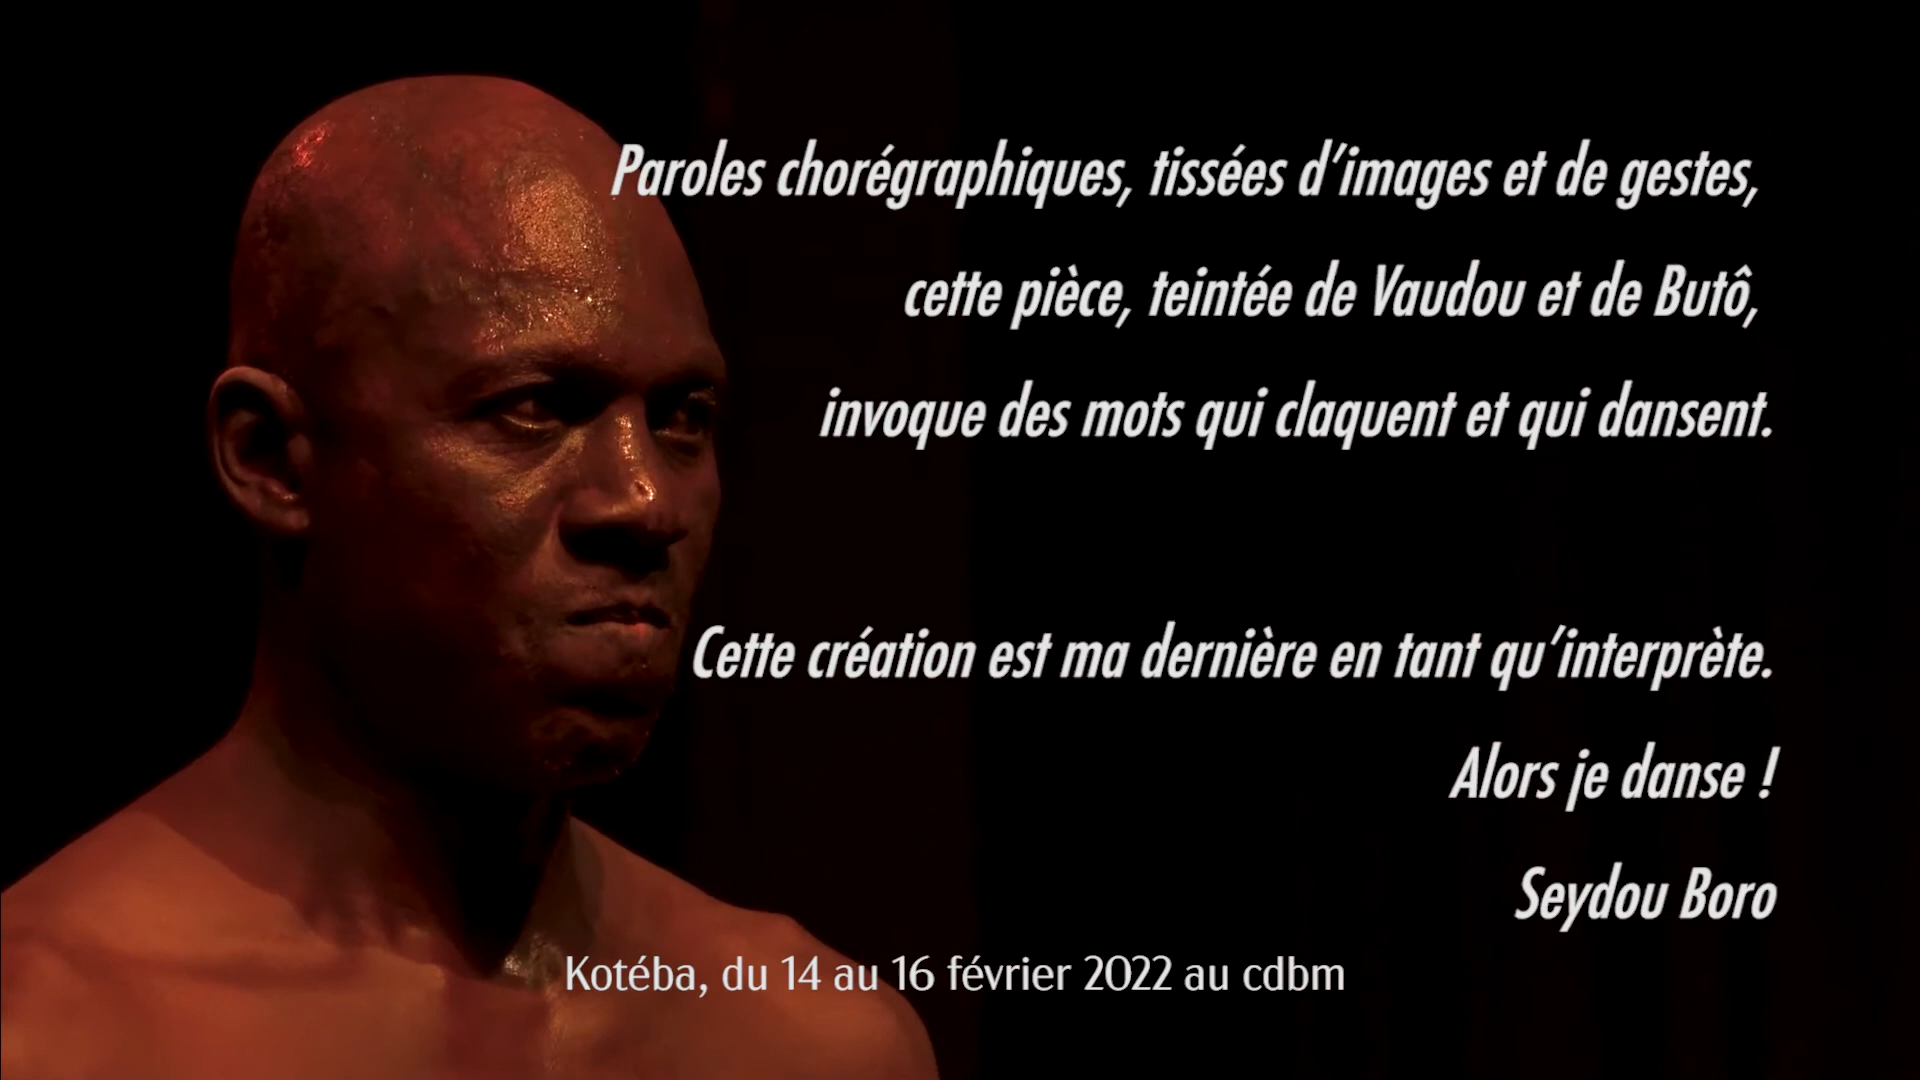 Paroles chorégraphiques, tissées d’images et de gestes,
cette pièce, teintée de Vaudou et de Butô,
invoque des mots qui claquent et qui dansent.
Cette création est ma dernière en tant qu’interprète.
Alors je danse !
Seydou Boro
Kotéba, du 14 au 16 février 2022 au cdbm